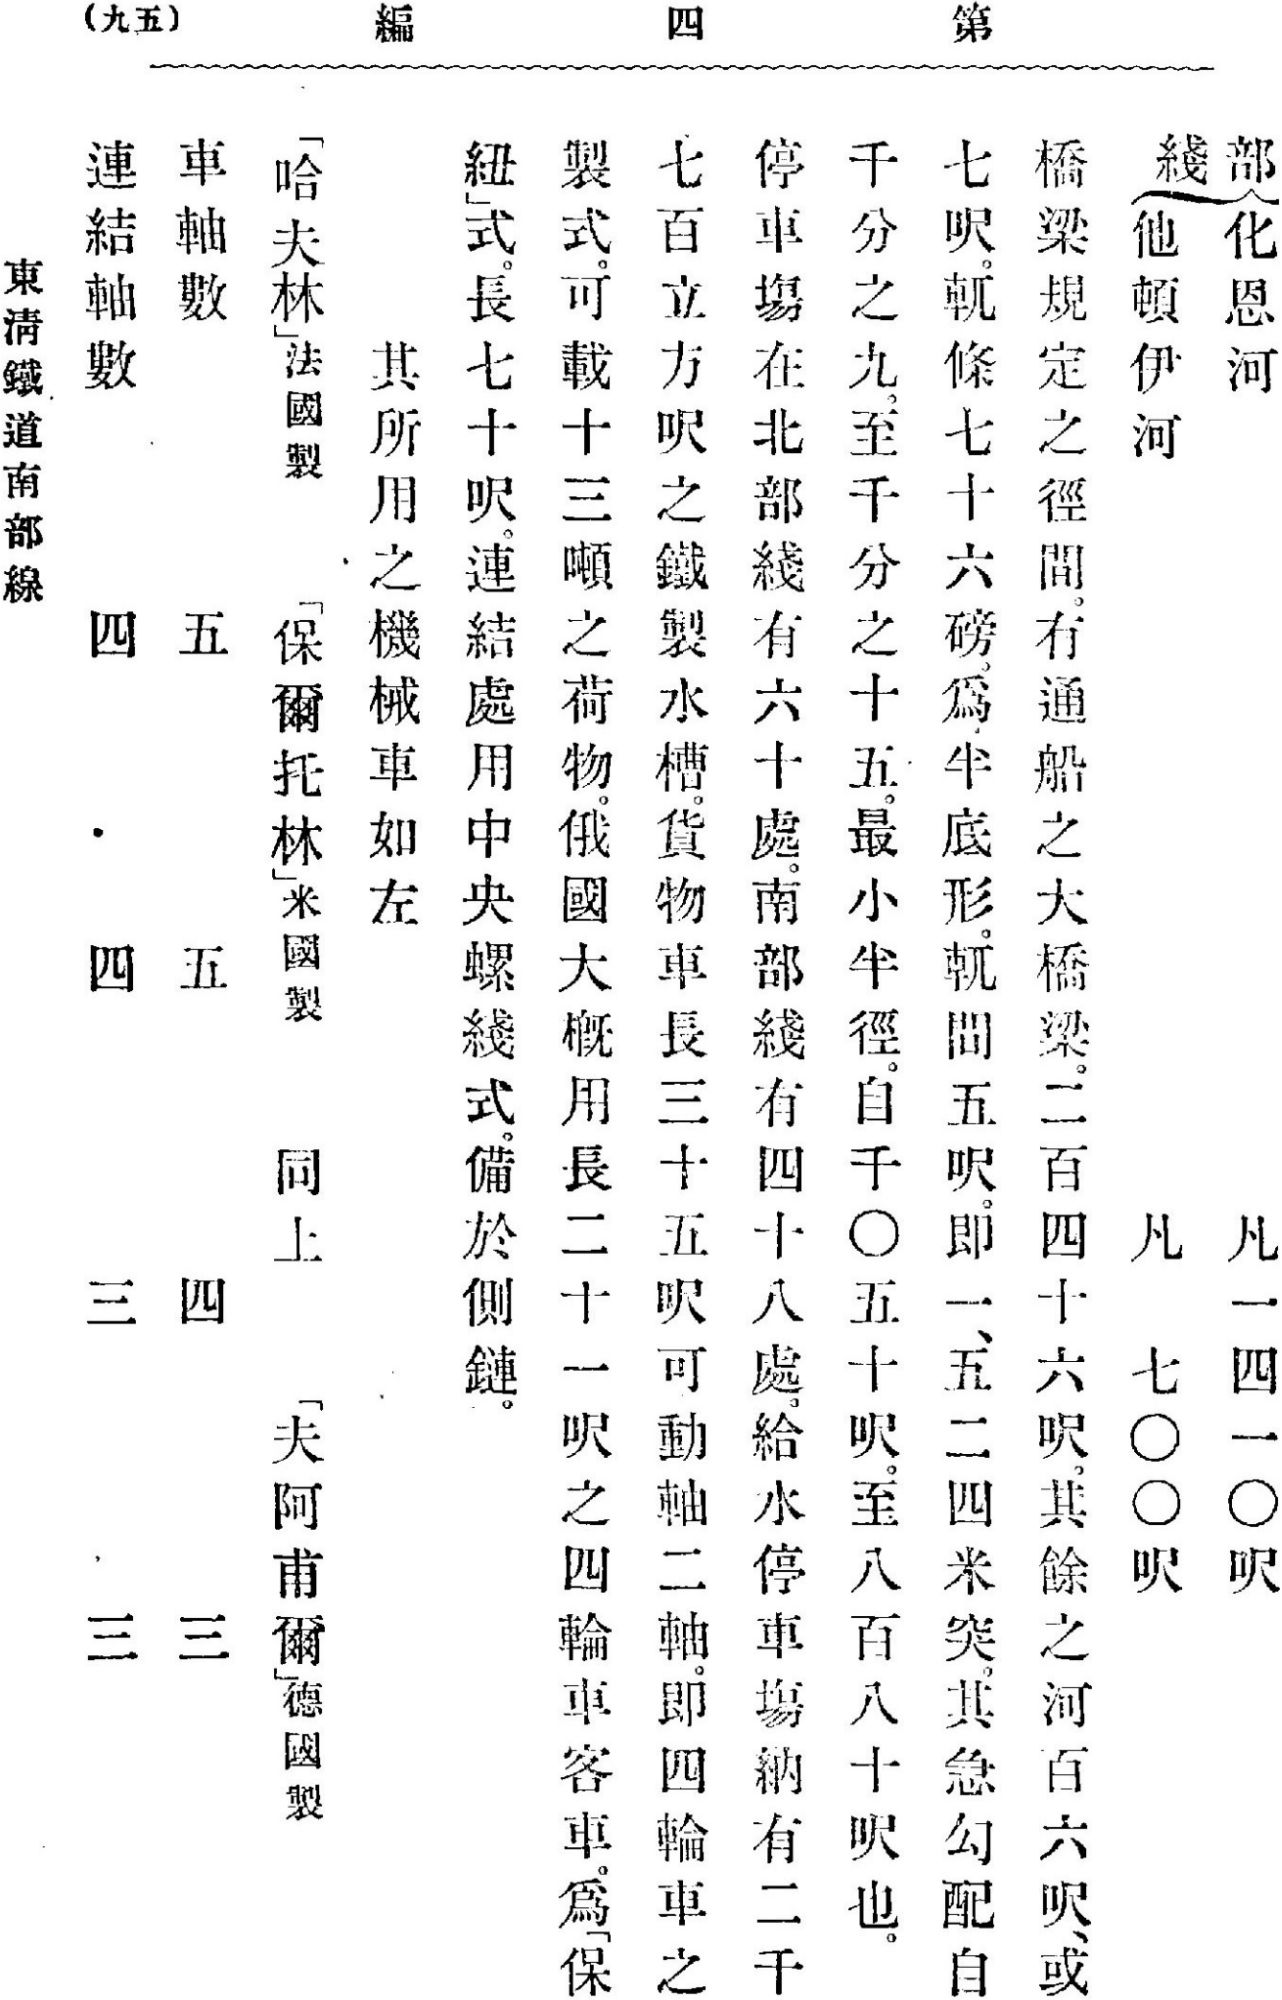 第四編
(九五)
部 化恩河 凡一四一〇呎
綫 他頓伊河 凡七〇〇呎
橋梁規定之徑間。有通船之大橋梁。二百四十六呎。其餘之河百六呎、或
七呎。軏條七十六磅。爲半底形。軏間五呎。即一、五二四米突。其急勾配自
千分之九。至千分之十五。最小半徑。自千〇五十呎。至八百八十呎也。
停車塲在北部綫有六十處。南部綫有四十八處。給水停車塲納有二千
七百立方呎之鐵製水槽。貨物車長三十五呎可動軸二軸。即四輪車之
製式。可載十三噸之荷物。俄國大槪用長二十一呎之四輪車客車。爲「保
紐」式。長七十呎。連結處用中央螺綫式。備於側鏈。
其所用之機械車如左
「哈夫林」法國製 「保爾托林」米國製 同上 「夫阿甫爾」德國製
車軸數 五 五 四 三
連結軸數 四 四 三 三
東淸鐵道南部線